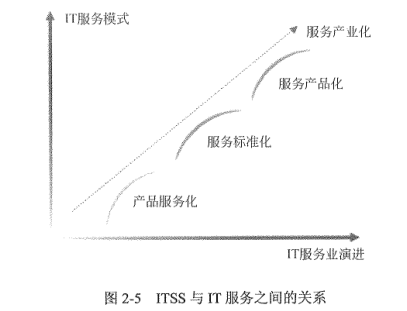 IT服务模式
服务产业化
服务产品化
服务标准化
产品服务化
IT服务业演进
图 2-5 ITSS 与 IT 服务之间的关系